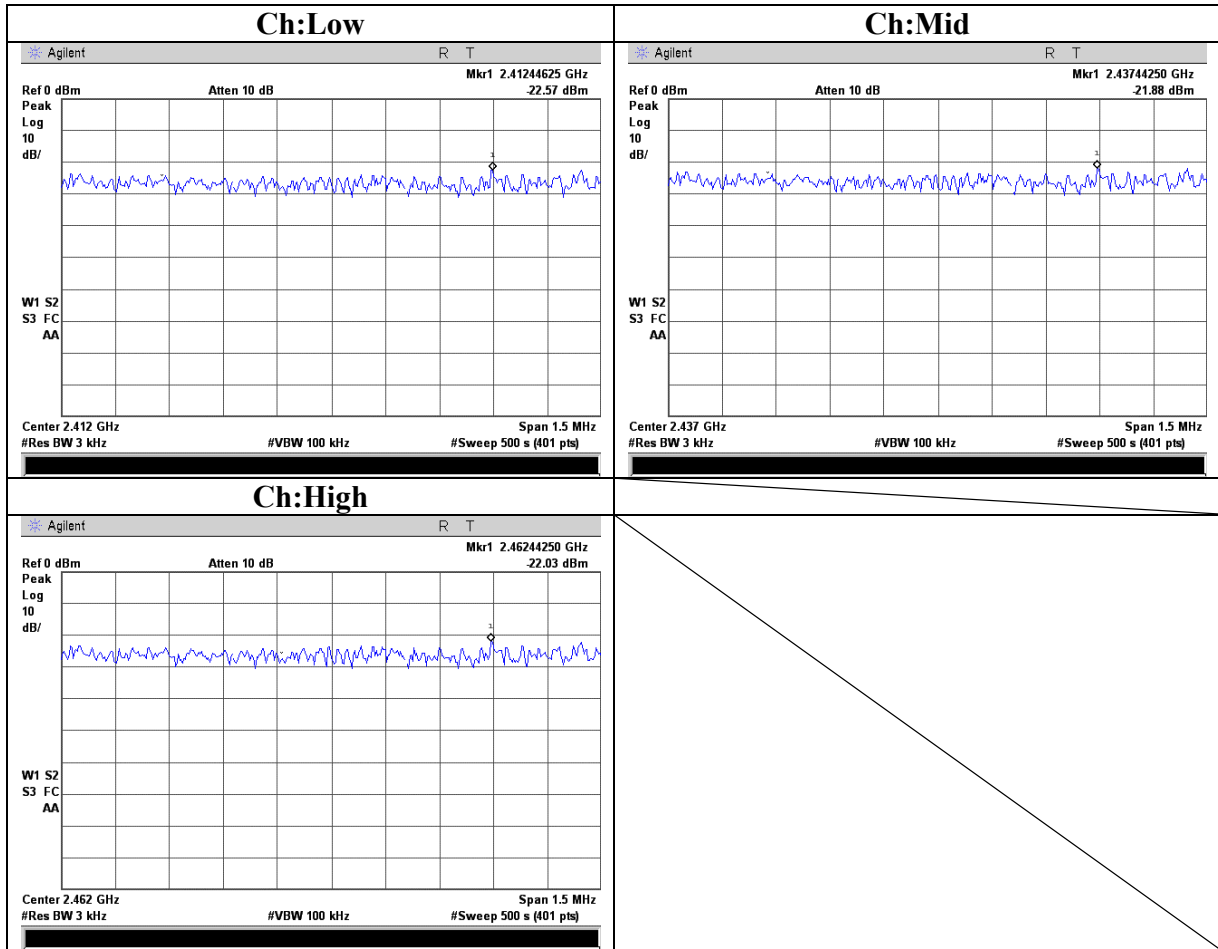 Ch:Low
Agilent R T
Mkr1 2.41244625 GHz
Ref 0 dBm Atten 10 dB -22.57 dBm
Peak
Log
10
dB/
1
W1 S2
S3 FC
AA
Center 2.412 GHz Span 1.5 MHz
#Res BW 3 kHz #VBW 100 kHz #Sweep 500 s (401 pts)
Ch:Mid
Agilent R T
Mkr1 2.43744250 GHz
Ref 0 dBm Atten 10 dB -21.88 dBm
Peak
Log
10
dB/
1
W1 S2
S3 FC
AA
Center 2.437 GHz Span 1.5 MHz
#Res BW 3 kHz #VBW 100 kHz #Sweep 500 s (401 pts)
Ch:High
Agilent R T
Mkr1 2.46244250 GHz
Ref 0 dBm Atten 10 dB -22.03 dBm
Peak
Log
10
dB/
1
W1 S2
S3 FC
AA
Center 2.462 GHz Span 1.5 MHz
#Res BW 3 kHz #VBW 100 kHz #Sweep 500 s (401 pts)